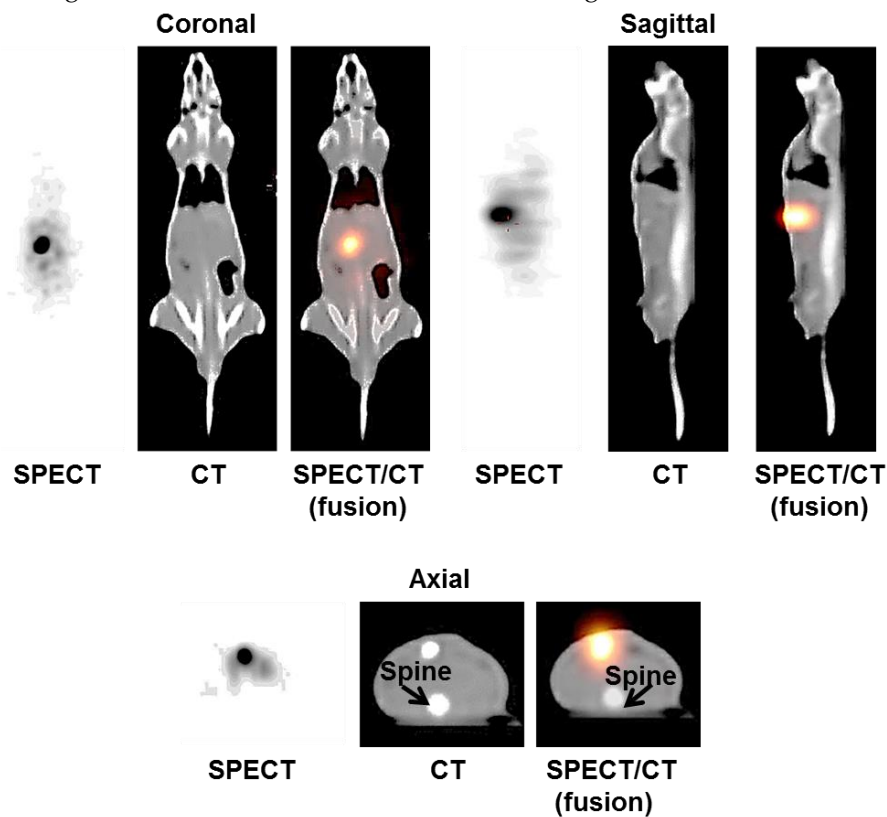 Coronal
Sagittal
SPECT
CT
SPECT/CT
(fusion)
SPECT
CT
SPECT/CT
(fusion)
Axial
Spine
Spine
SPECT
CT
SPECT/CT
(fusion)